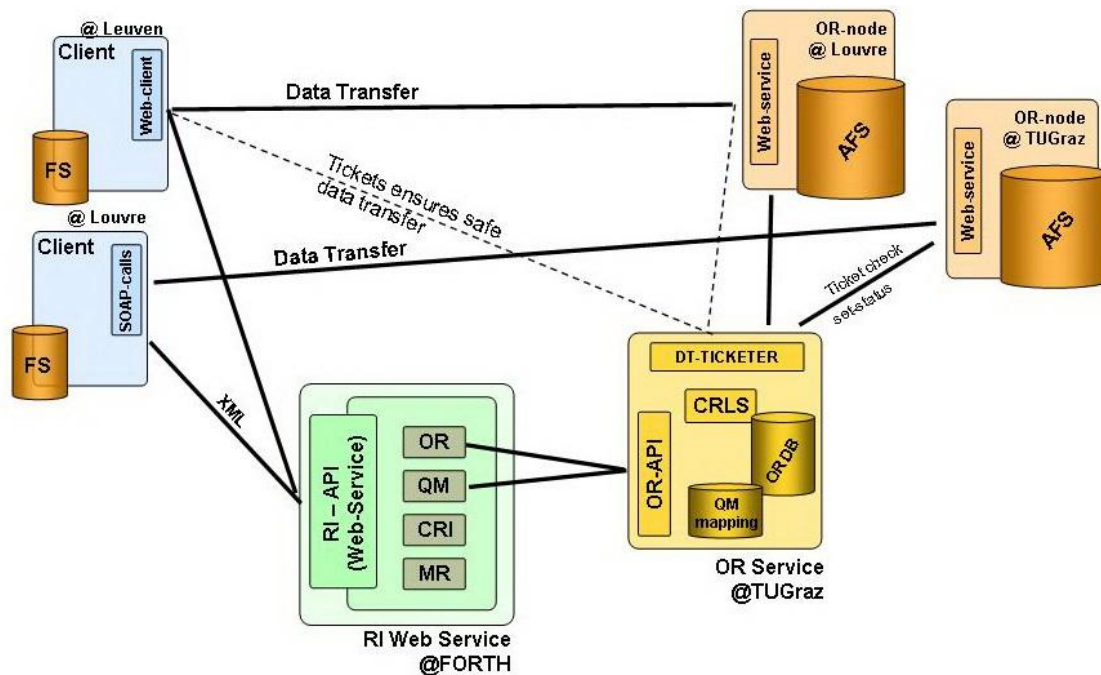 @ Leuven
Client
Web-client
FS
@ Louvre
Client
SOAP-calls
FS
Data Transfer
Tickets ensures safe
data transfer
Data Transfer
XML
OR-node
@ Louvre
Web-service
AFS
OR-node
@ TUGraz
Web-service
AFS
Ticket check
set-status
RI – API
(Web-Service)
OR
QM
CRI
MR
RI Web Service
@FORTH
DT-TICKETER
CRLS
OR-API
ORDB
QM
mapping
OR Service
@TUGraz